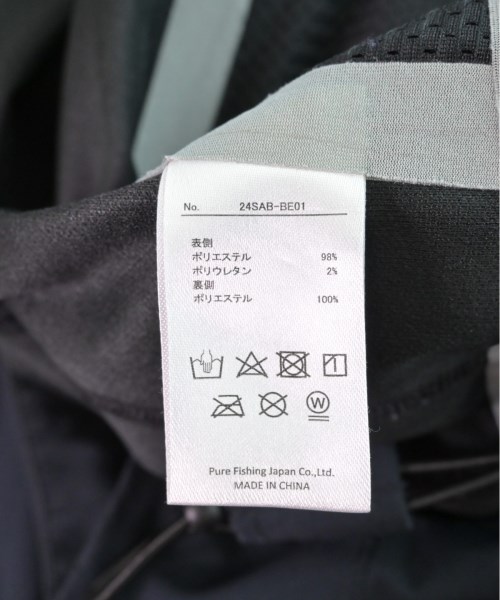 No. 24SAB-BE01
表側
ポリエステル 98%
ポリウレタン 2%
裏側
ポリエステル 100%
W
Pure Fishing Japan Co.,Ltd.
MADE IN CHINA